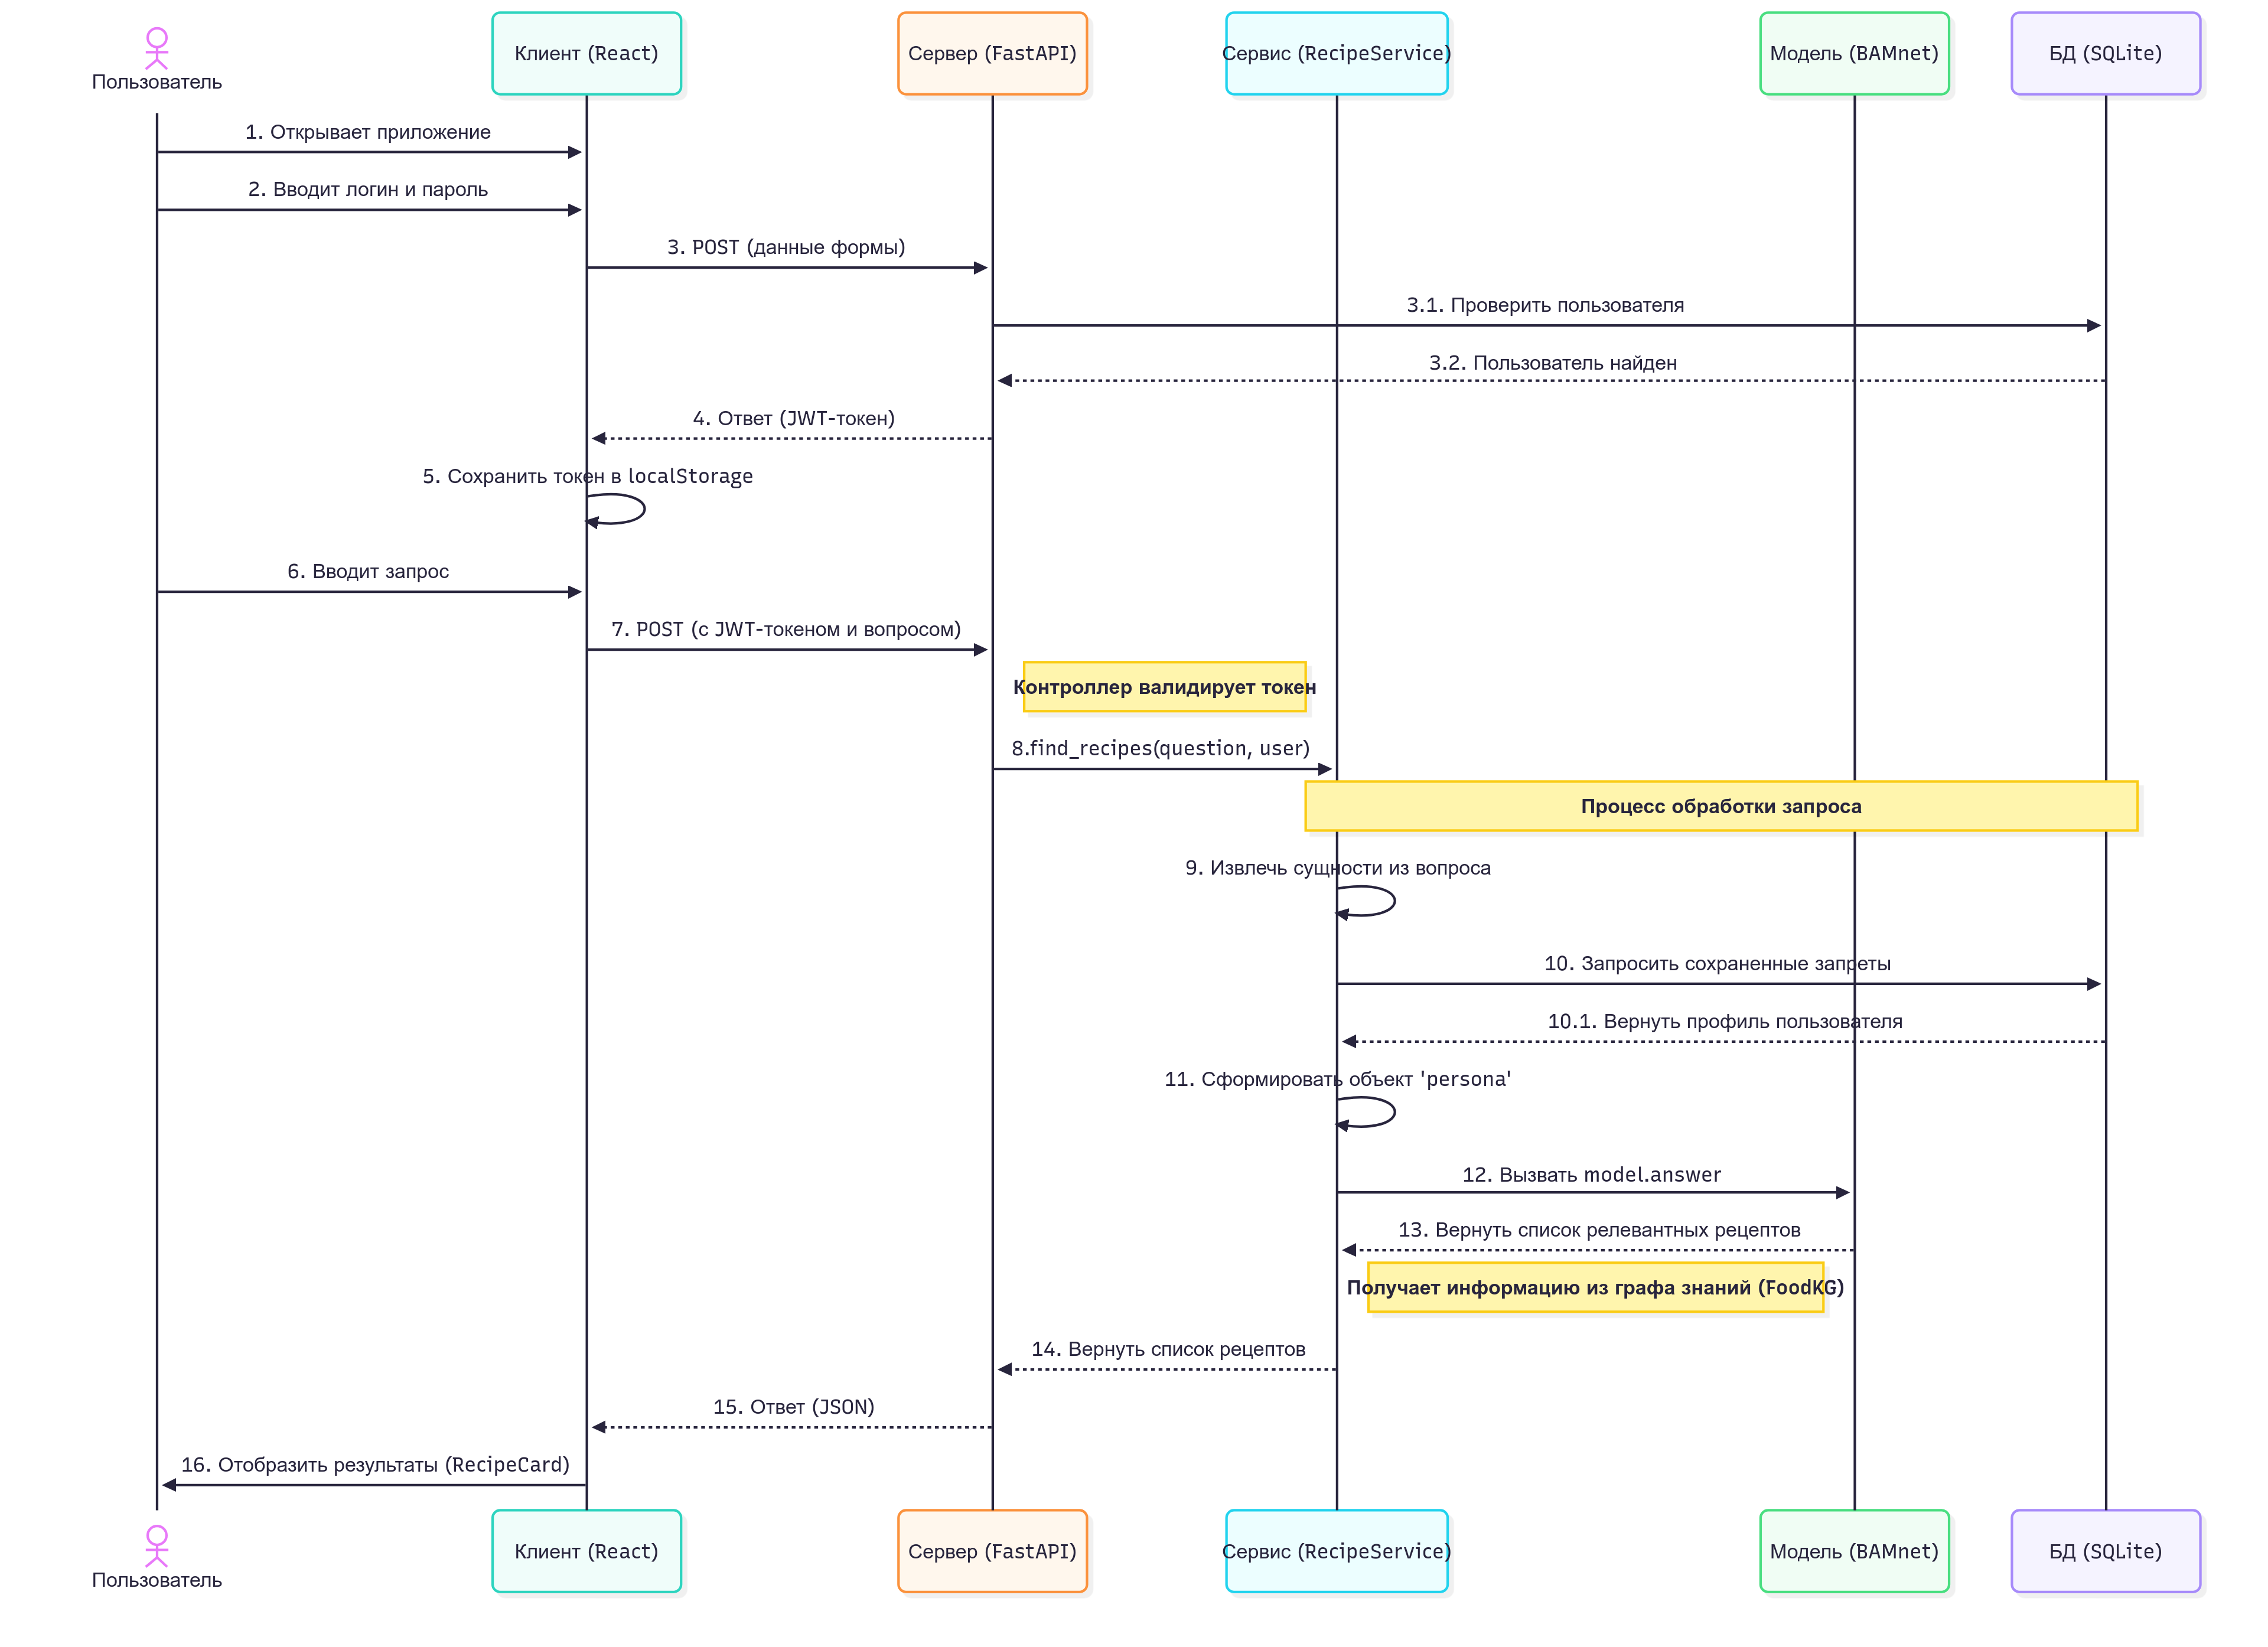 Пользователь
Клиент (React)
Сервер (FastAPI)
Сервис (RecipeService)
Модель (BAMnet)
БД (SQLite)
1. Открывает приложение
2. Вводит логин и пароль
3. POST (данные формы)
3.1. Проверить пользователя
3.2. Пользователь найден
4. Ответ (JWT-токен)
5. Сохранить токен в localStorage
6. Вводит запрос
7. POST (с JWT-токеном и вопросом)
Контроллер валидирует токен
8.find_recipes(question, user)
Процесс обработки запроса
9. Извлечь сущности из вопроса
10. Запросить сохраненные запреты
10.1. Вернуть профиль пользователя
11. Сформировать объект 'persona'
12. Вызвать model.answer
13. Вернуть список релевантных рецептов
Получает информацию из графа знаний (FoodKG)
14. Вернуть список рецептов
15. Ответ (JSON)
16. Отобразить результаты (RecipeCard)
Пользователь
Клиент (React)
Сервер (FastAPI)
Сервис (RecipeService)
Модель (BAMnet)
БД (SQLite)